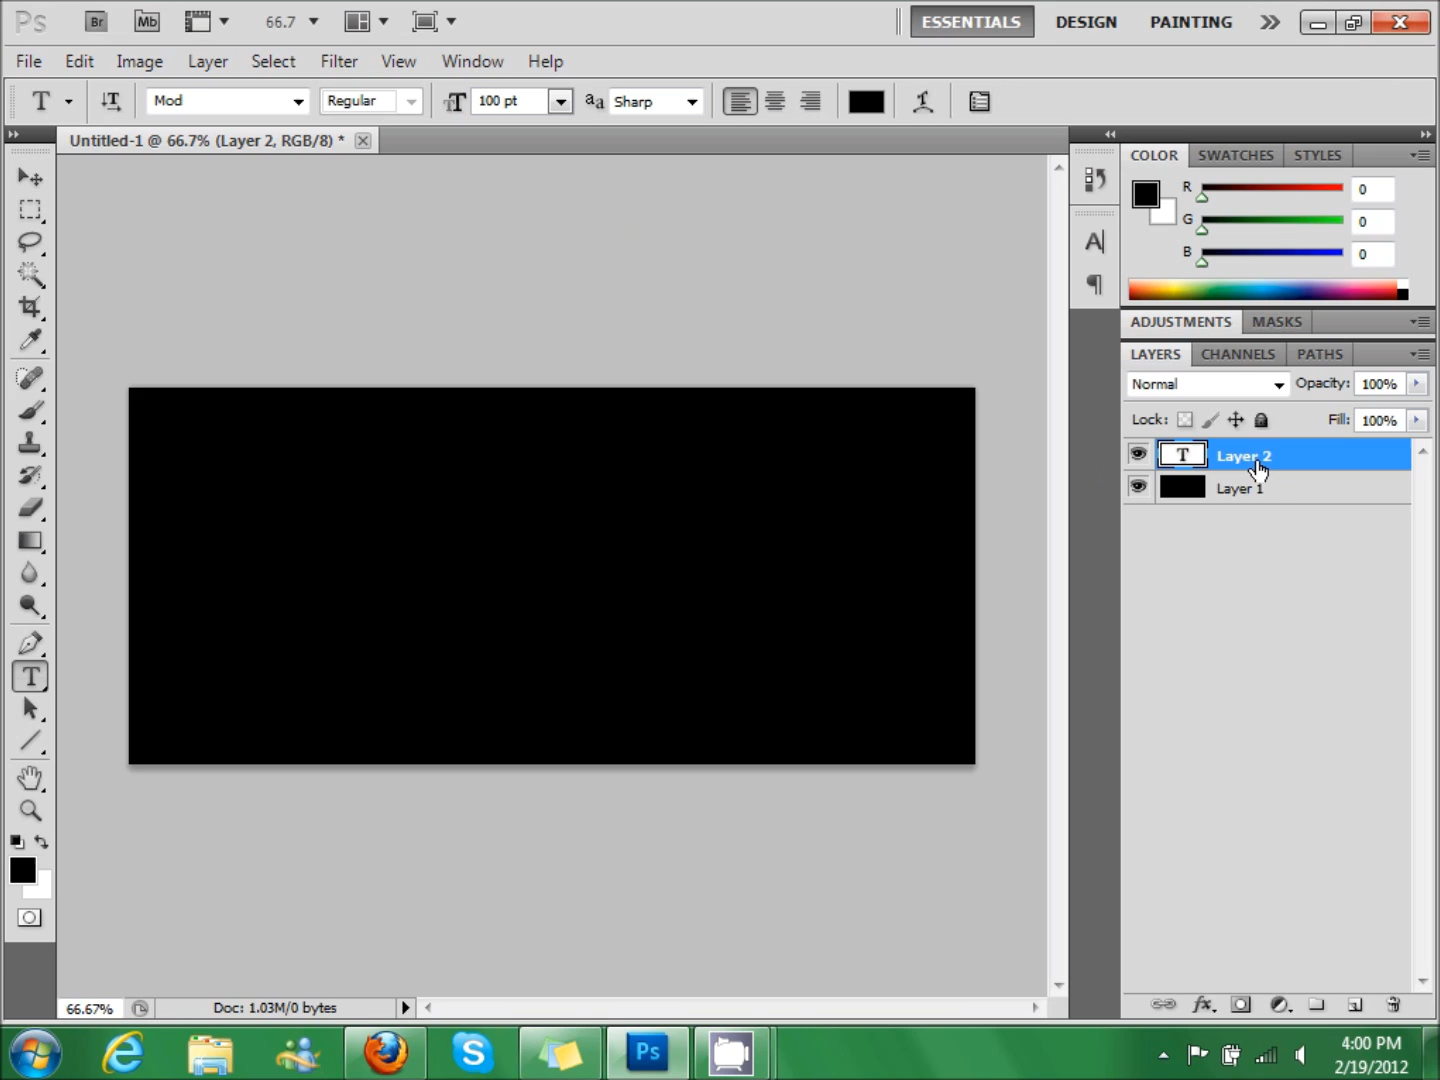 Ps Br Mb 66.7 ESSENTIALS DESIGN PAINTING
File Edit Image Layer Select Filter View Window Help
T T Mod Regular T 100 pt aa Sharp
Untitled-1 @ 66.7% (Layer 2, RGB/8) *
COLOR SWATCHES STYLES
R 0
G 0
B 0
A
ADJUSTMENTS MASKS
LAYERS CHANNELS PATHS
Normal Opacity: 100%
Lock: Fill: 100%
T Layer 2
Layer 1
T
fx
66.67% Doc: 1.03M/0 bytes
S Ps 4:00 PM
2/19/2012